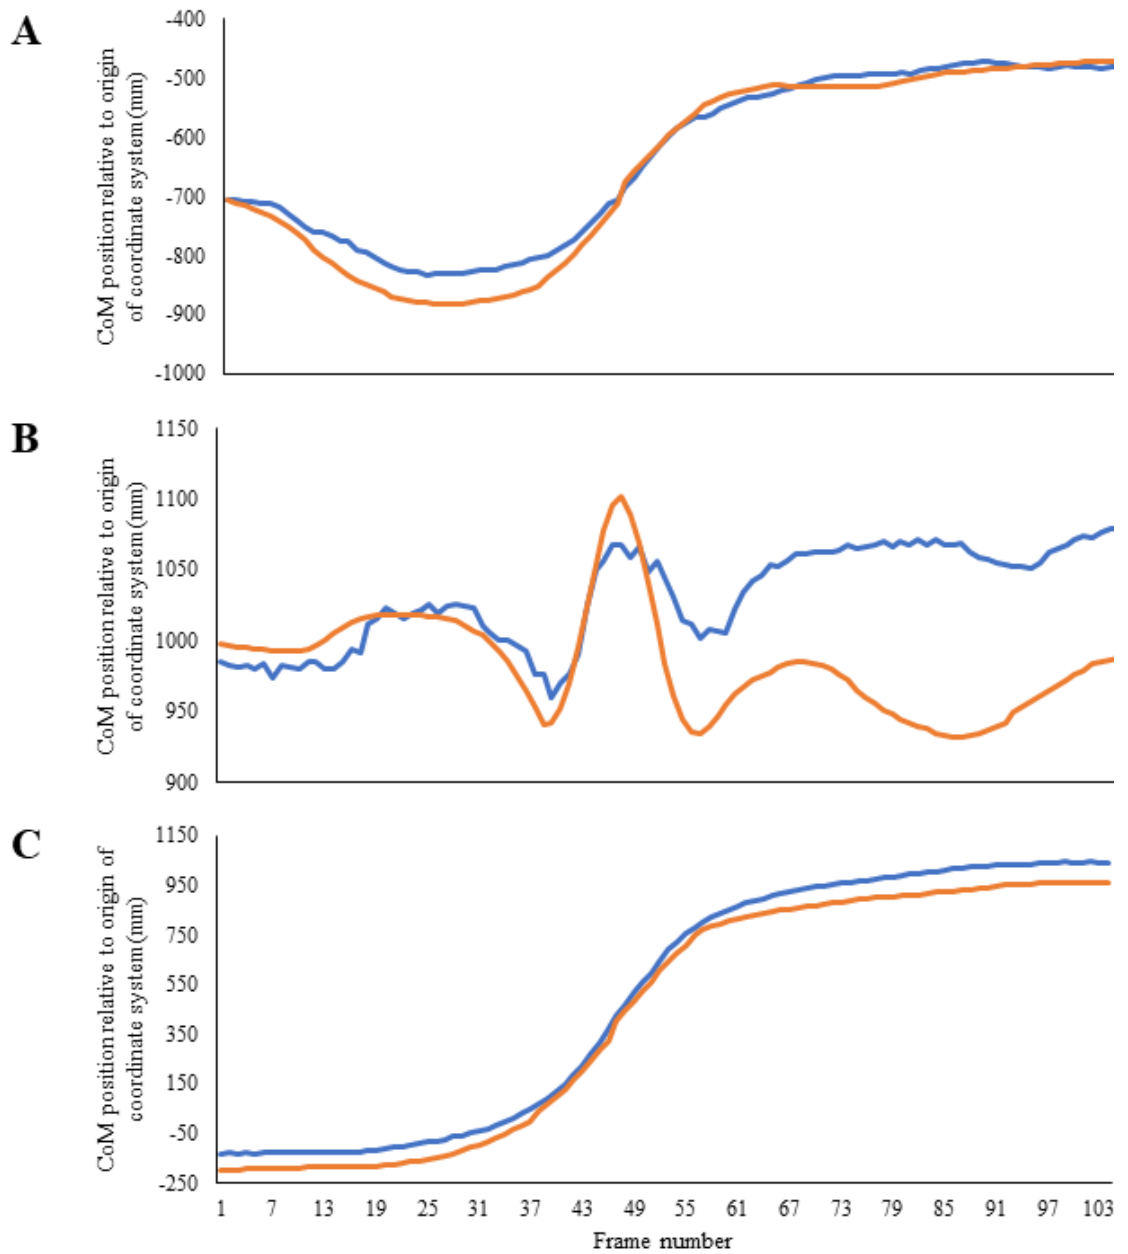 A
CoM position relative to origin
of coordinate system (mm)
-400
-500
-600
-700
-800
-900
-1000
B
CoM position relative to origin
of coordinate system (mm)
1150
1100
1050
1000
950
900
C
CoM position relative to origin of
coordinate system (mm)
1150
950
750
550
350
150
-50
-250
1 7 13 19 25 31 37 43 49 55 61 67 73 79 85 91 97 103
Frame number